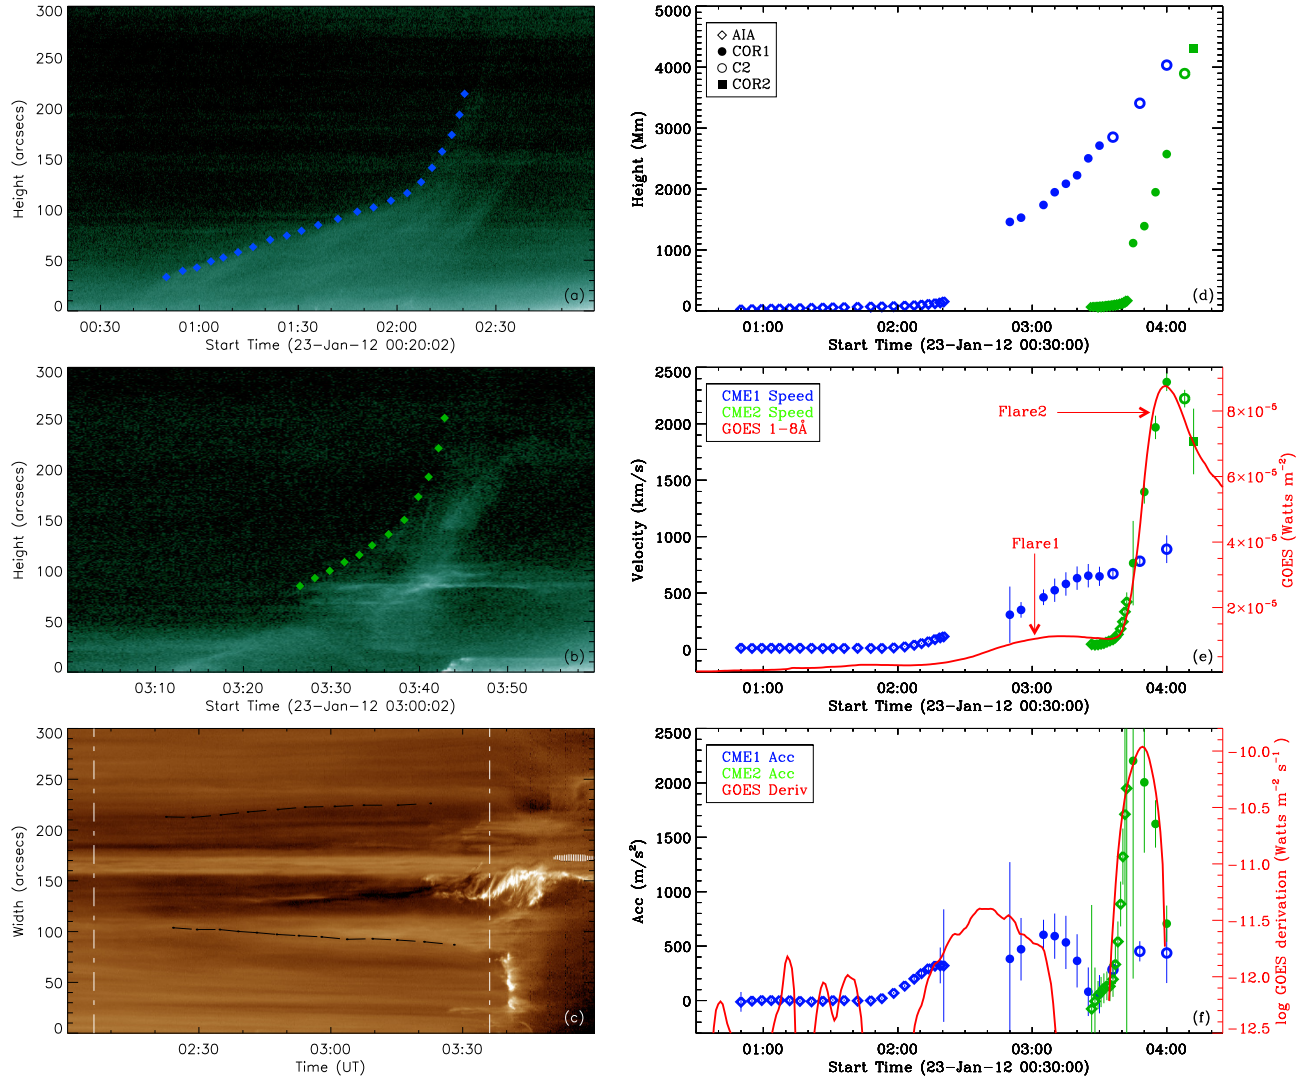 300
250
200
150
100
50
0
Height (arcsecs)
(a)
00:30 01:00 01:30 02:00 02:30
Start Time (23-Jan-12 00:20:02)
300
250
200
150
100
50
0
Height (arcsecs)
(b)
03:10 03:20 03:30 03:40 03:50
Start Time (23-Jan-12 03:00:02)
300
250
200
150
100
50
0
Width (arcsecs)
(c)
02:30 03:00 03:30
Time (UT)
5000
4000
3000
2000
1000
0
Height (Mm)
AIA
COR1
C2
COR2
(d)
01:00 02:00 03:00 04:00
Start Time (23-Jan-12 00:30:00)
2500
2000
1500
1000
500
0
Velocity (km/s)
CME1 Speed
CME2 Speed
GOES 1-8Å
Flare2
Flare1
8×10⁻⁵
6×10⁻⁵
4×10⁻⁵
2×10⁻⁵
GOES (Watts m⁻²)
(e)
01:00 02:00 03:00 04:00
Start Time (23-Jan-12 00:30:00)
2500
2000
1500
1000
500
0
Acc (m/s²)
CME1 Acc
CME2 Acc
GOES Deriv
-10.0
-10.5
-11.0
-11.5
-12.0
-12.5
log GOES derivation (Watts m⁻² s⁻¹)
(f)
01:00 02:00 03:00 04:00
Start Time (23-Jan-12 00:30:00)